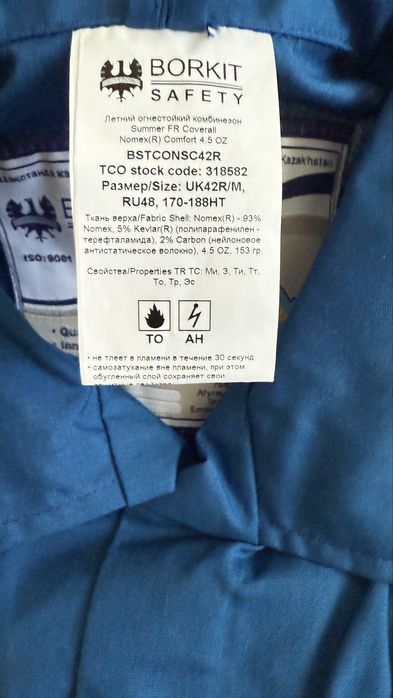 BORKIT
SAFETY
Летний огнестойкий комбинезон
Summer FR Coverall
Nomex(R) Comfort 4.5 OZ
BSTCONSC42R
TCO stock code: 318582
Размер/Size: UK42R/M,
RU48, 170-188HT
Ткань верха/Fabric Shell: Nomex(R) - 93%
Nomex, 5% Kevlar(R) (полипарафенилен -
терефталамида), 2% Carbon (нейлоновое
антистатическое волокно), 4.5 OZ, 153 гр.
Свойства/Properties TR TC: Ми, З, Ти, Тт,
То, Тр, Эс
ТО АН
• не тлеет в пламени в течение 30 секунд
• самозатухание вне пламени, при этом
обугленный слой сохраняет свои
Kazakhstan
BOR
ISO: 9001
• Qua